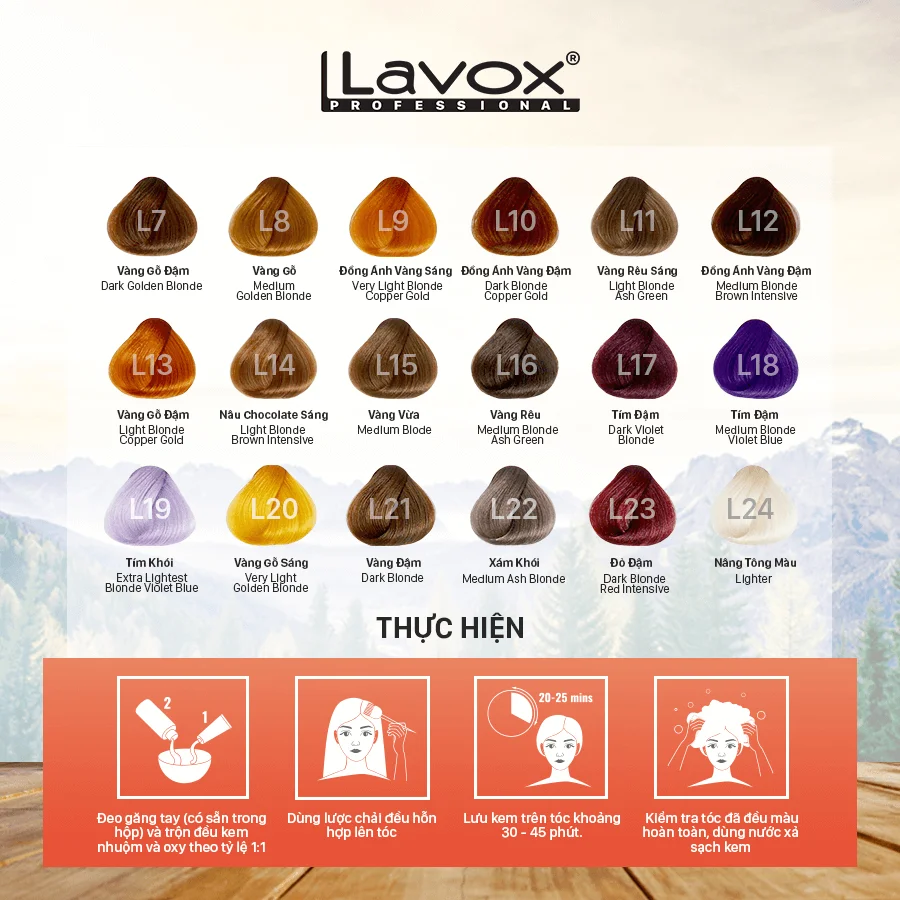 Lavox®
PROFESSIONAL
L7
L8
L9
L10
L11
L12
Vàng Gỗ Đậm
Dark Golden Blonde
Vàng Gỗ
Medium
Golden Blonde
Đồng Ánh Vàng Sáng
Very Light Blonde
Copper Gold
Đồng Ánh Vàng Đậm
Dark Blonde
Copper Gold
Vàng Rêu Sáng
Light Blonde
Ash Green
Đồng Ánh Vàng Đậm
Medium Blonde
Brown Intensive
L13
L14
L15
L16
L17
L18
Vàng Gỗ Đậm
Light Blonde
Copper Gold
Nâu Chocolate Sáng
Light Blonde
Brown Intensive
Vàng Vừa
Medium Blode
Vàng Rêu
Medium Blonde
Ash Green
Tím Đậm
Dark Violet
Blonde
Tím Đậm
Medium Blonde
Violet Blue
L19
L20
L21
L22
L23
L24
Tím Khói
Extra Lightest
Blonde Violet Blue
Vàng Gỗ Sáng
Very Light
Golden Blonde
Vàng Đậm
Dark Blonde
Xám Khói
Medium Ash Blonde
Đỏ Đậm
Dark Blonde
Red Intensive
Nâng Tông Màu
Lighter
THỰC HIỆN
2
1
20-25 mins
Đeo găng tay (có sẵn trong
hộp) và trộn đều kem
nhuộm và oxy theo tỷ lệ 1:1
Dùng lược chải đều hỗn
hợp lên tóc
Lưu kem trên tóc khoảng
30 - 45 phút.
Kiểm tra tóc đã đều màu
hoàn toàn, dùng nước xả
sạch kem